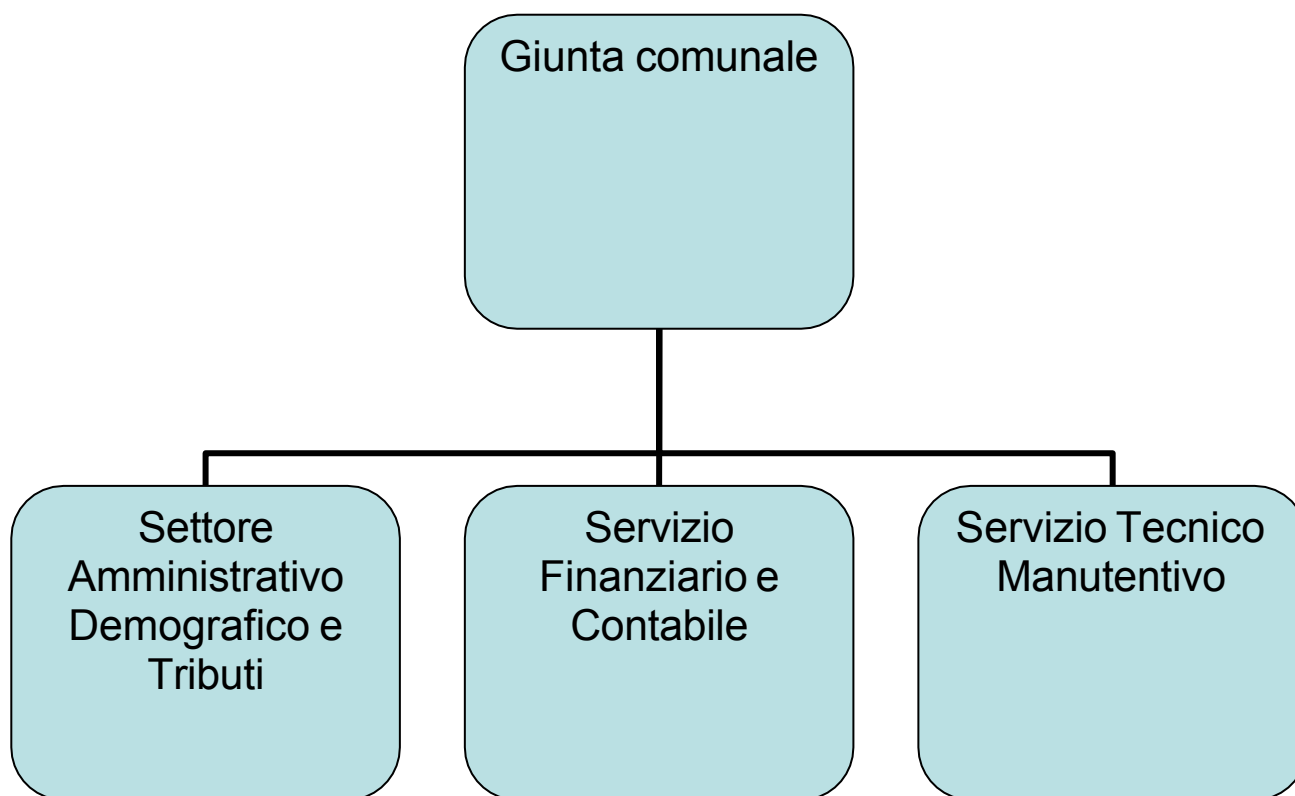 Giunta comunale
Settore
Amministrativo
Demografico e
Tributi
Servizio
Finanziario e
Contabile
Servizio Tecnico
Manutentivo